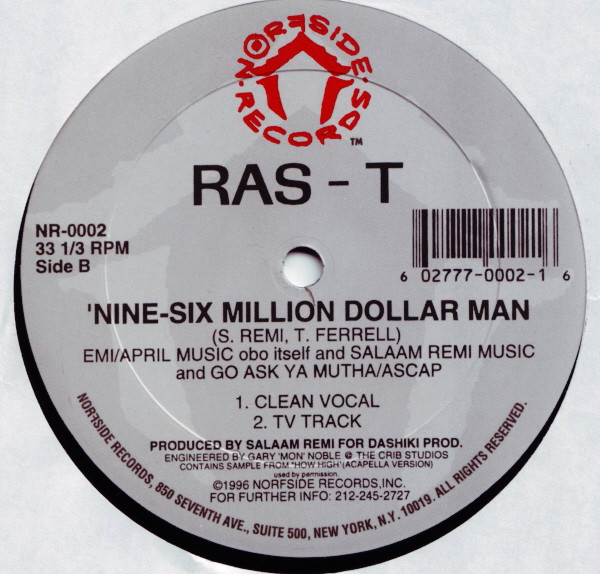 NORFSIDE RECORDS
TM
RAS - T
NR-0002
33 1/3 RPM
Side B
6 02777-0002-1 6
'NINE-SIX MILLION DOLLAR MAN
(S. REMI, T. FERRELL)
EMI/APRIL MUSIC obo itself and SALAAM REMI MUSIC
and GO ASK YA MUTHA/ASCAP
1. CLEAN VOCAL
2. TV TRACK
PRODUCED BY SALAAM REMI FOR DASHIKI PROD.
ENGINEERED BY GARY 'MON' NOBLE @ THE CRIB STUDIOS
CONTAINS SAMPLE FROM "HOW HIGH"(ACAPELLA VERSION)
used by permission.
©1996 NORFSIDE RECORDS,INC.
FOR FURTHER INFO: 212-245-2727
NORFSIDE RECORDS, 850 SEVENTH AVE., SUITE 500, NEW YORK, N.Y. 10019. ALL RIGHTS RESERVED.